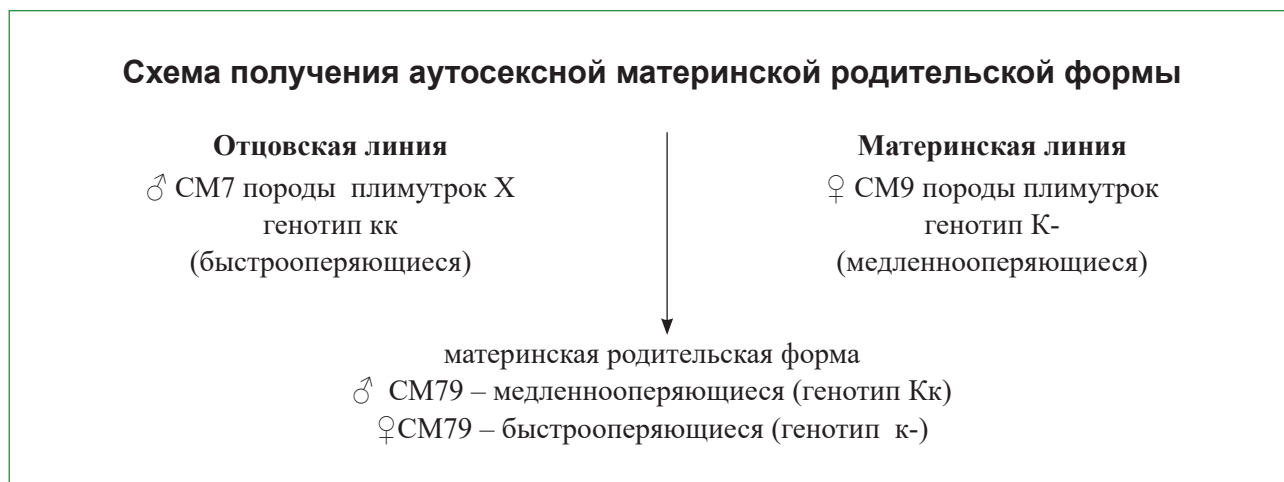 Схема получения аутосексной материнской родительской формы
Отцовская линия
♂ СМ7 породы плимутрок Х
генотип кк
(быстрооперяющиеся)
Материнская линия
♀ СМ9 породы плимутрок
генотип К-
(медленнооперяющиеся)
материнская родительская форма
♂ СМ79 – медленнооперяющиеся (генотип Кк)
♀СМ79 – быстрооперяющиеся (генотип к-)